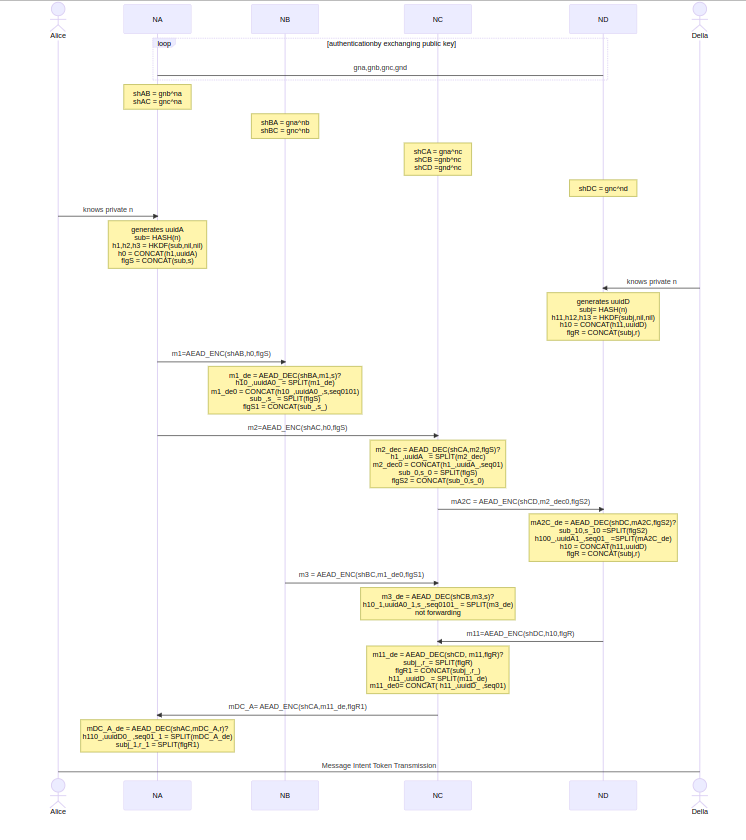 NA
NB
NC
ND
Alice
Della
loop
[authenticationby exchanging public key]
gna,gnb,gnc,gnd
shAB = gnb^na
shAC = gnc^na
shBA = gna^nb
shBC = gnc^nb
shCA = gna^nc
shCB =gnb^nc
shCD =gnd^nc
shDC = gnc^nd
knows private n
generates uuidA
sub= HASH(n)
h1,h2,h3 = HKDF(sub,nil,nil)
h0 = CONCAT(h1,uuidA)
flgS = CONCAT(sub,s)
knows private n
generates uuidD
subj= HASH(n)
h11,h12,h13 = HKDF(subj,nil,nil)
h10 = CONCAT(h11,uuidD)
flgR = CONCAT(subj,r)
m1=AEAD_ENC(shAB,h0,flgS)
m1_de = AEAD_DEC(shBA,m1,s)?
h10_,uuidA0_ = SPLIT(m1_de)
m1_de0 = CONCAT(h10_,uuidA0_,s,seq0101)
sub_,s_ = SPLIT(flgS)
flgS1 = CONCAT(sub_,s_)
m2=AEAD_ENC(shAC,h0,flgS)
m2_dec = AEAD_DEC(shCA,m2,flgS)?
h1_,uuidA_ = SPLIT(m2_dec)
m2_dec0 = CONCAT(h1_,uuidA_,seq01)
sub_0,s_0 = SPLIT(flgS)
flgS2 = CONCAT(sub_0,s_0)
mA2C = AEAD_ENC(shCD,m2_dec0,flgS2)
mA2C_de = AEAD_DEC(shDC,mA2C,flgS2)?
sub_10,s_10 =SPLIT(flgS2)
h100_,uuidA1_,seq01_ =SPLIT(mA2C_de)
h10 = CONCAT(h11,uuidD)
flgR = CONCAT(subj,r)
m3 = AEAD_ENC(shBC,m1_de0,flgS1)
m3_de = AEAD_DEC(shCB,m3,s)?
h10_1,uuidA0_1,s_,seq0101_ = SPLIT(m3_de)
not forwarding
m11=AEAD_ENC(shDC,h10,flgR)
m11_de = AEAD_DEC(shCD, m11,flgR)?
subj_,r_= SPLIT(flgR)
flgR1 = CONCAT(subj_,r_)
h11_,uuidD_ = SPLIT(m11_de)
m11_de0= CONCAT( h11_,uuidD_,seq01)
mDC_A= AEAD_ENC(shCA,m11_de,flgR1)
mDC_A_de = AEAD_DEC(shAC,mDC_A,r)?
h110_,uuidD0_,seq01_1 = SPLIT(mDC_A_de)
subj_1,r_1 = SPLIT(flgR1)
Message Intent Token Transmission
NA
NB
NC
ND
Alice
Della